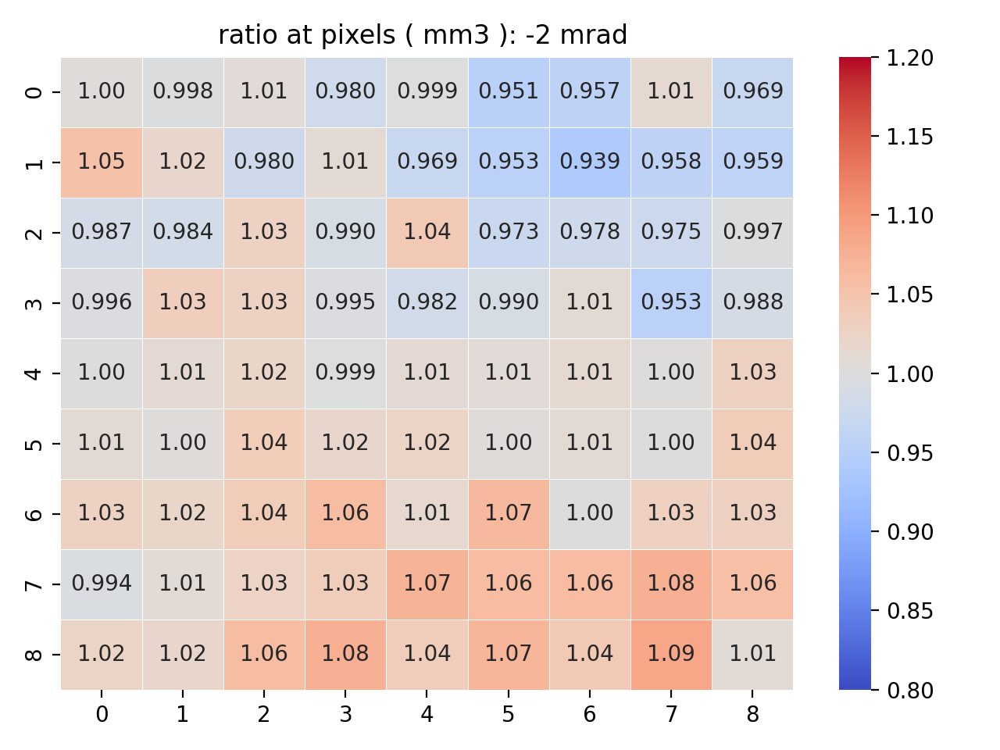 ratio at pixels ( mm3 ): -2 mrad
0 1.00 0.998 1.01 0.980 0.999 0.951 0.957 1.01 0.969
1 1.05 1.02 0.980 1.01 0.969 0.953 0.939 0.958 0.959
2 0.987 0.984 1.03 0.990 1.04 0.973 0.978 0.975 0.997
3 0.996 1.03 1.03 0.995 0.982 0.990 1.01 0.953 0.988
4 1.00 1.01 1.02 0.999 1.01 1.01 1.01 1.00 1.03
5 1.01 1.00 1.04 1.02 1.02 1.00 1.01 1.00 1.04
6 1.03 1.02 1.04 1.06 1.01 1.07 1.00 1.03 1.03
7 0.994 1.01 1.03 1.03 1.07 1.06 1.06 1.08 1.06
8 1.02 1.02 1.06 1.08 1.04 1.07 1.04 1.09 1.01
0 1 2 3 4 5 6 7 8
1.20
1.15
1.10
1.05
1.00
0.95
0.90
0.85
0.80